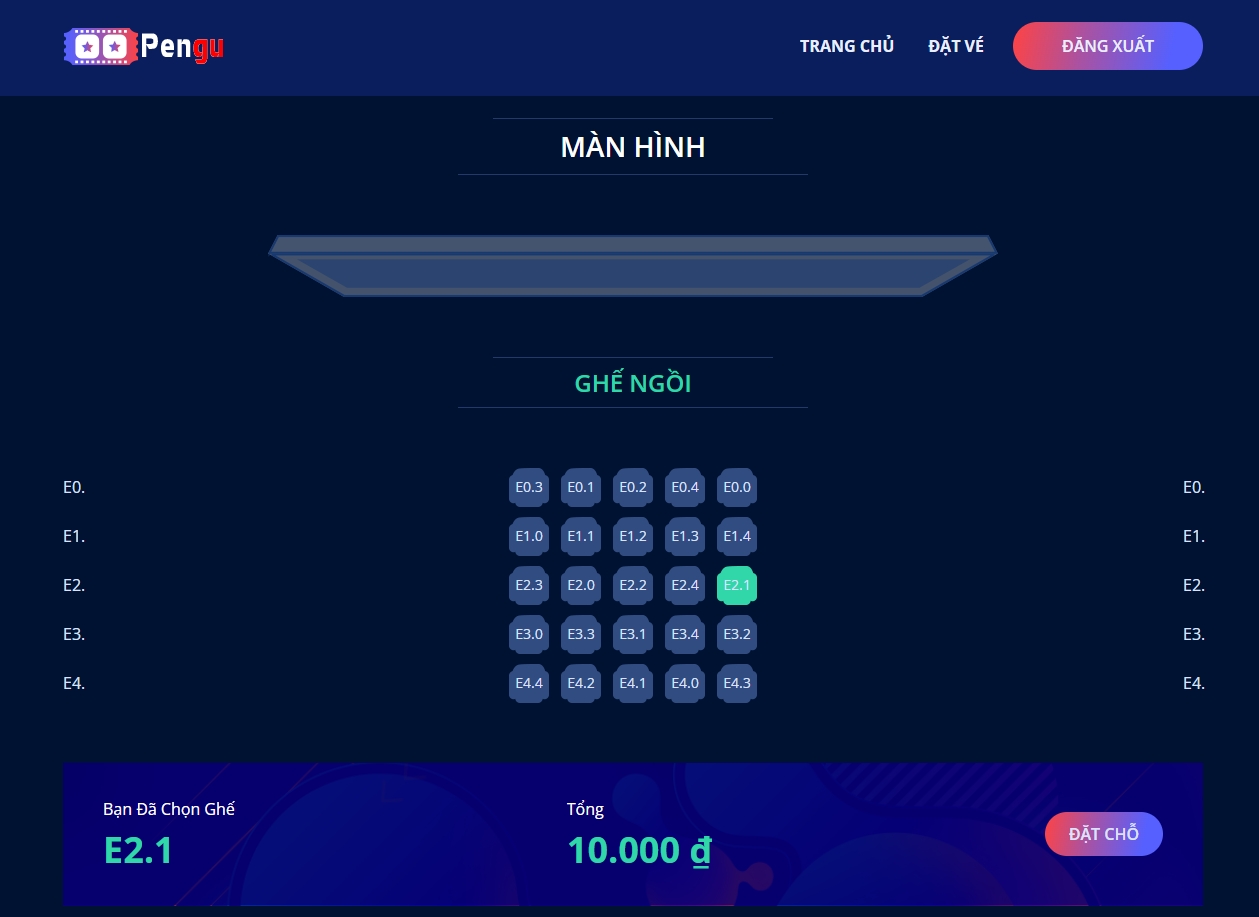 Pengu
TRANG CHỦ ĐẶT VÉ ĐĂNG XUẤT
MÀN HÌNH
GHẾ NGỒI
E0. E0.3 E0.1 E0.2 E0.4 E0.0 E0.
E1. E1.0 E1.1 E1.2 E1.3 E1.4 E1.
E2. E2.3 E2.0 E2.2 E2.4 E2.1 E2.
E3. E3.0 E3.3 E3.1 E3.4 E3.2 E3.
E4. E4.4 E4.2 E4.1 E4.0 E4.3 E4.
Bạn Đã Chọn Ghế
E2.1
Tổng
10.000 ₫
ĐẶT CHỖ